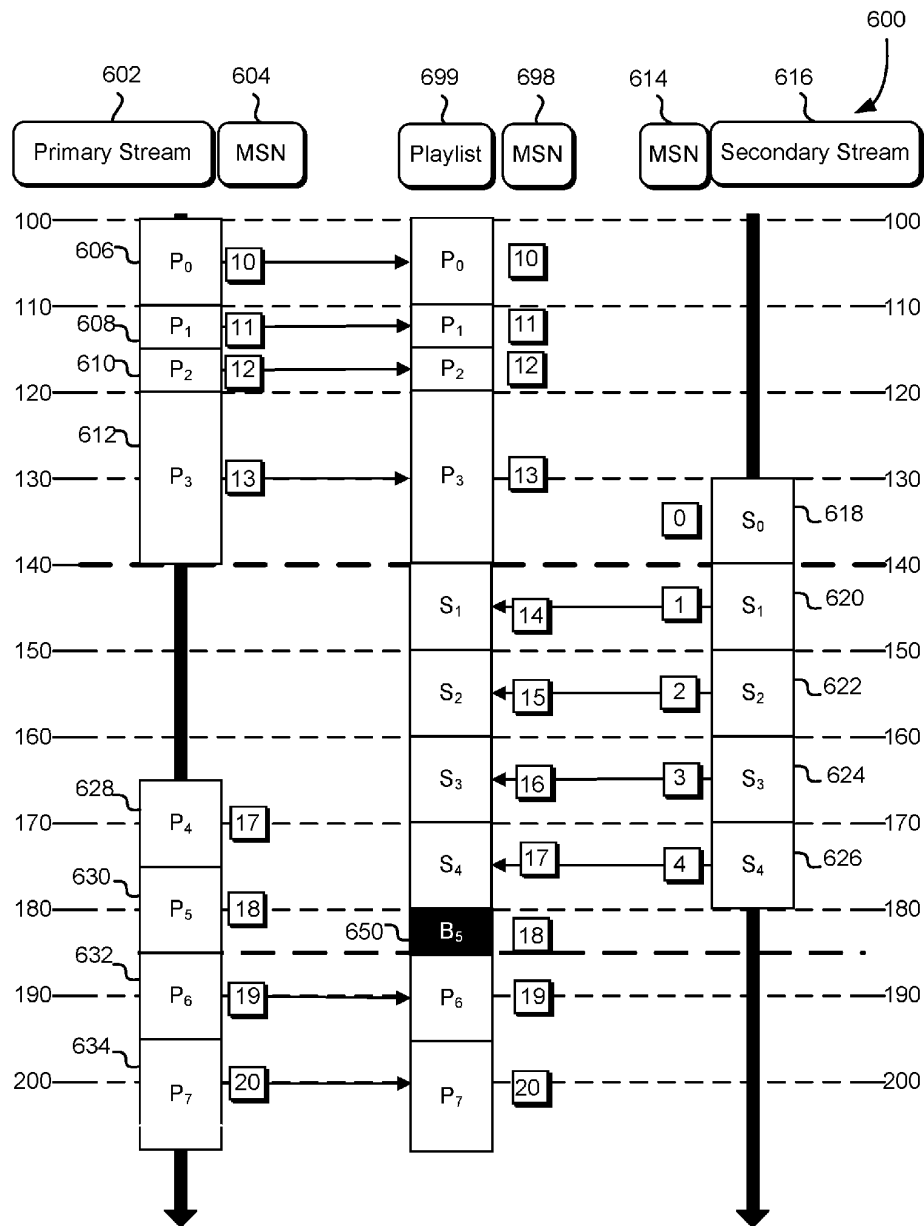 600
602 604 699 698 614 616
Primary Stream MSN Playlist MSN MSN Secondary Stream
100 100
606 P0 10 P0 10
110 110
608 P1 11 P1 11
610 P2 12 P2 12
120 120
612
P3 13 P3 13
130 130
0 S0 618
140 140
S1 14 1 S1 620
150 150
S2 15 2 S2 622
160 160
S3 16 3 S3 624
628 P4 17
170 170
S4 17 4 S4 626
630 P5 18
180 180
650 B5 18
632
P6 19 P6 19
190 190
634
200 P7 20 P7 20 200